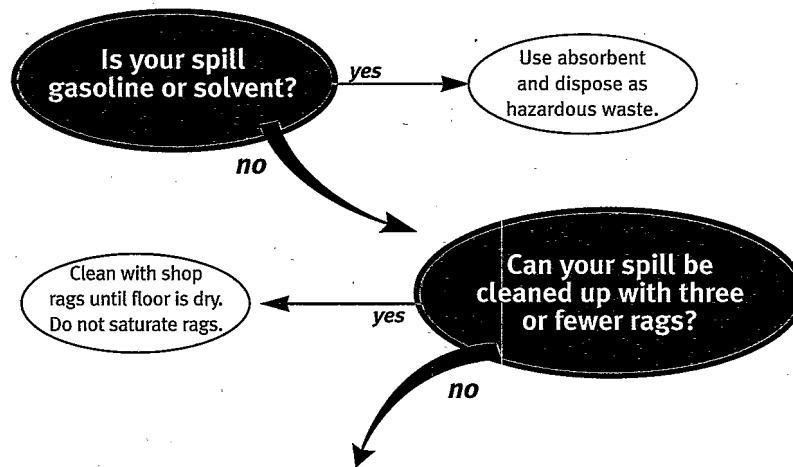 Is your spill
gasoline or solvent?
yes
Use absorbent
and dispose as
hazardous waste.
no
Can your spill be
cleaned up with three
or fewer rags?
yes
Clean with shop
rags until floor is dry.
Do not saturate rags.
no